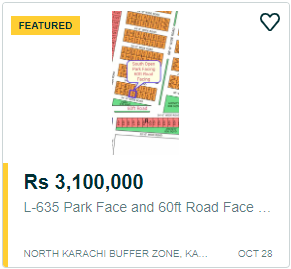 FEATURED
South Open
Park Facing
60ft Road
Facing
60ft Road
Rs 3,100,000
L-635 Park Face and 60ft Road Face ...
NORTH KARACHI BUFFER ZONE, KA... OCT 28